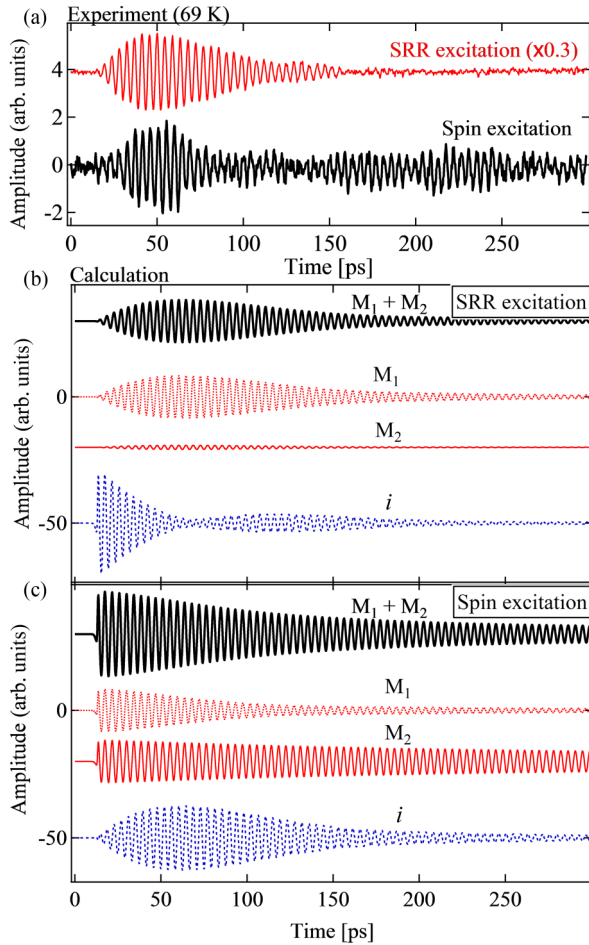 (a) Experiment (69 K)
SRR excitation (×0.3)
Spin excitation
Amplitude (arb. units)
4
2
0
-2
0
50
100
150
200
250
Time [ps]
(b) Calculation
M1 + M2
SRR excitation
M1
M2
i
Amplitude (arb. units)
0
-50
(c)
M1 + M2
Spin excitation
M1
M2
i
Amplitude (arb. units)
0
-50
0
50
100
150
200
250
Time [ps]